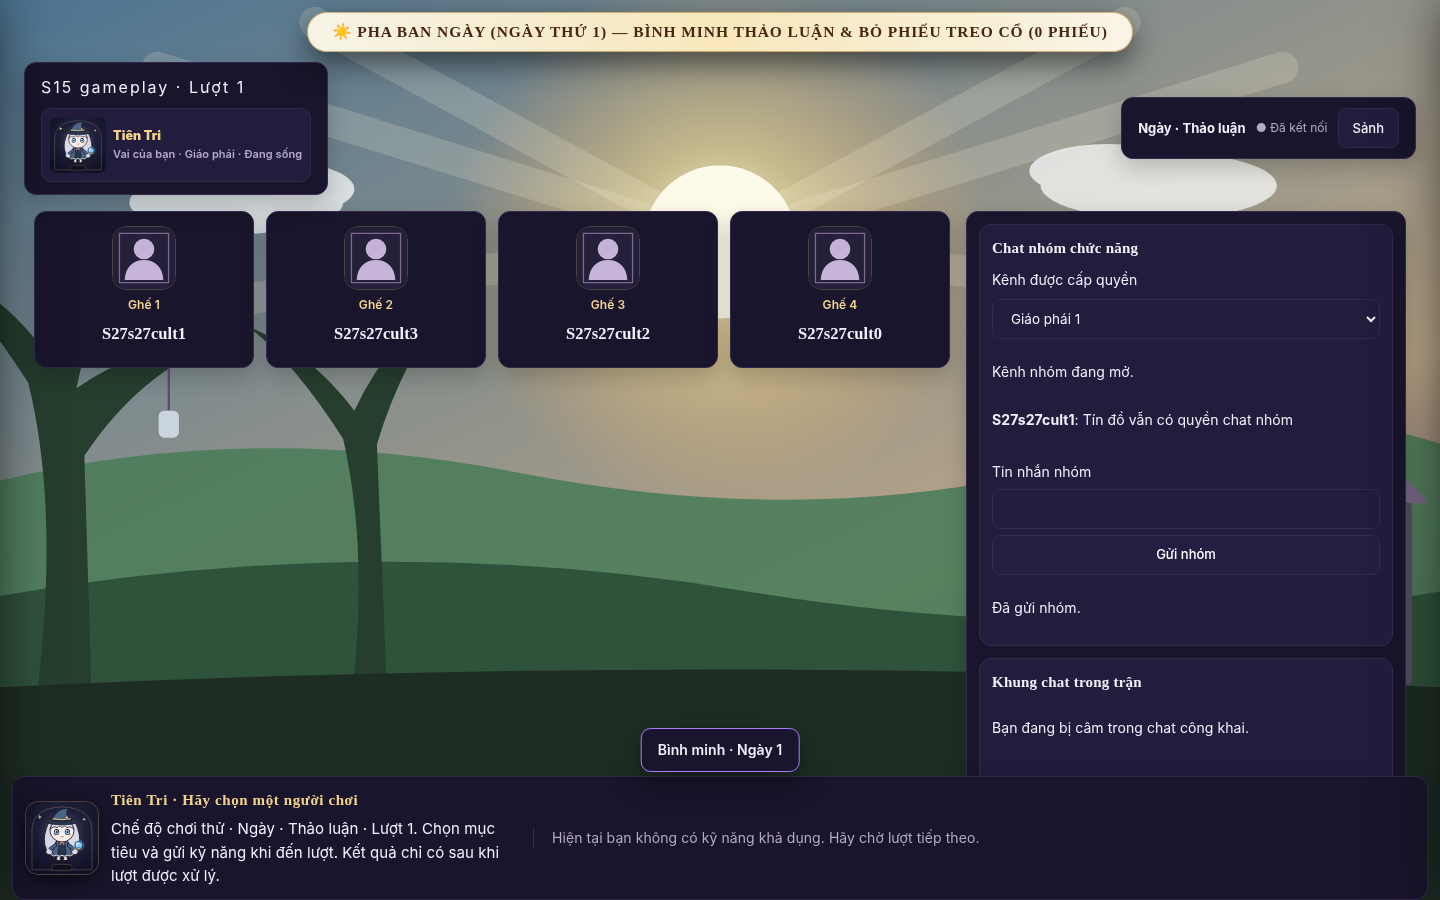 ☀️ PHA BAN NGÀY (NGÀY THỨ 1) — BÌNH MINH THẢO LUẬN & BỎ PHIẾU TREO CỔ (0 PHIẾU)
S15 gameplay · Lượt 1
Tiên Tri
Vai của bạn · Giáo phái · Đang sống
Ngày · Thảo luận
Đã kết nối
Sảnh
Ghế 1
S27s27cult1
Ghế 2
S27s27cult3
Ghế 3
S27s27cult2
Ghế 4
S27s27cult0
Chat nhóm chức năng
Kênh được cấp quyền
Giáo phái 1
Kênh nhóm đang mở.
S27s27cult1: Tín đồ vẫn có quyền chat nhóm
Tin nhắn nhóm
Gửi nhóm
Đã gửi nhóm.
Khung chat trong trận
Bạn đang bị câm trong chat công khai.
Bình minh · Ngày 1
Tiên Tri · Hãy chọn một người chơi
Chế độ chơi thử · Ngày · Thảo luận · Lượt 1. Chọn mục
tiêu và gửi kỹ năng khi đến lượt. Kết quả chỉ có sau khi
lượt được xử lý.
Hiện tại bạn không có kỹ năng khả dụng. Hãy chờ lượt tiếp theo.